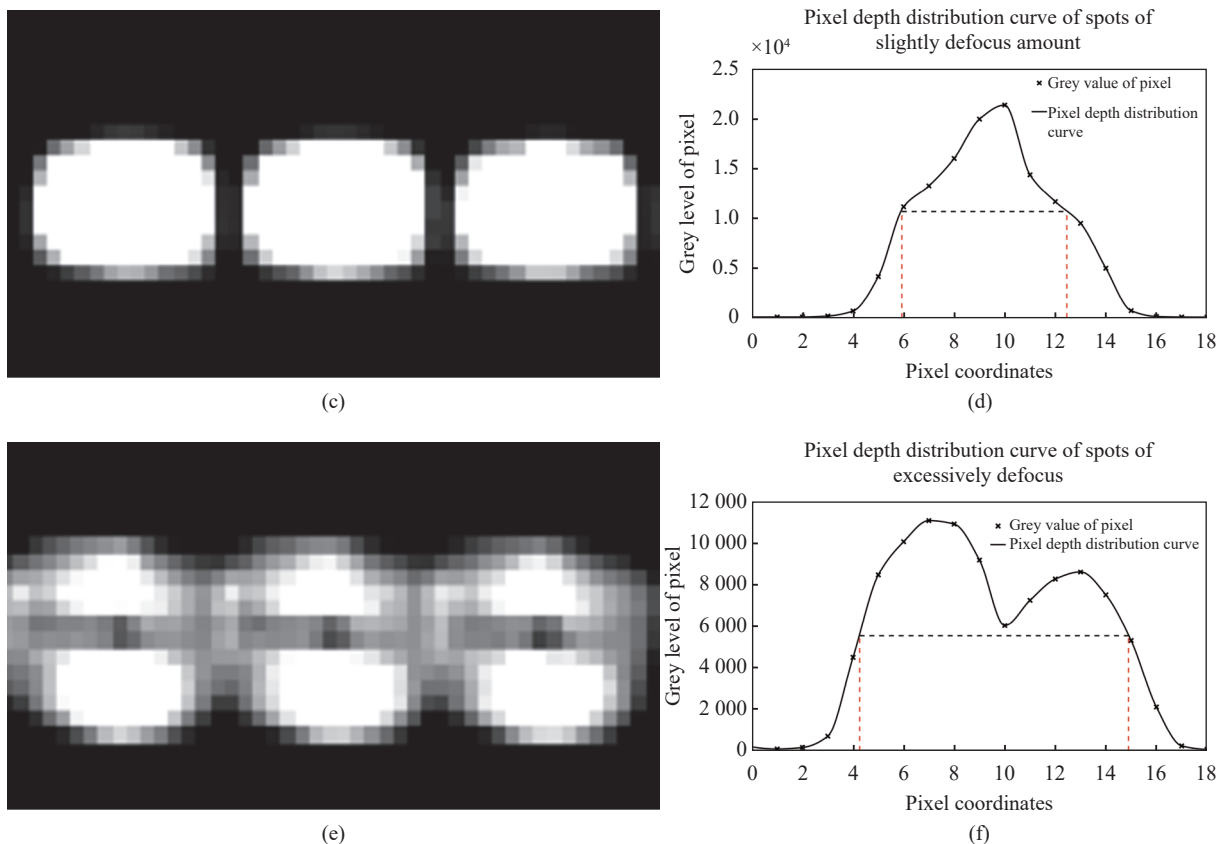 Pixel depth distribution curve of spots of
slightly defocus amount
×10⁴
2.5
2.0
1.5
1.0
0.5
0
Grey level of pixel
× Grey value of pixel
— Pixel depth distribution
curve
0 2 4 6 8 10 12 14 16 18
Pixel coordinates
(c)
(d)
Pixel depth distribution curve of spots of
excessively defocus
12 000
10 000
8 000
6 000
4 000
2 000
0
Grey level of pixel
× Grey value of pixel
— Pixel depth distribution curve
0 2 4 6 8 10 12 14 16 18
Pixel coordinates
(e)
(f)